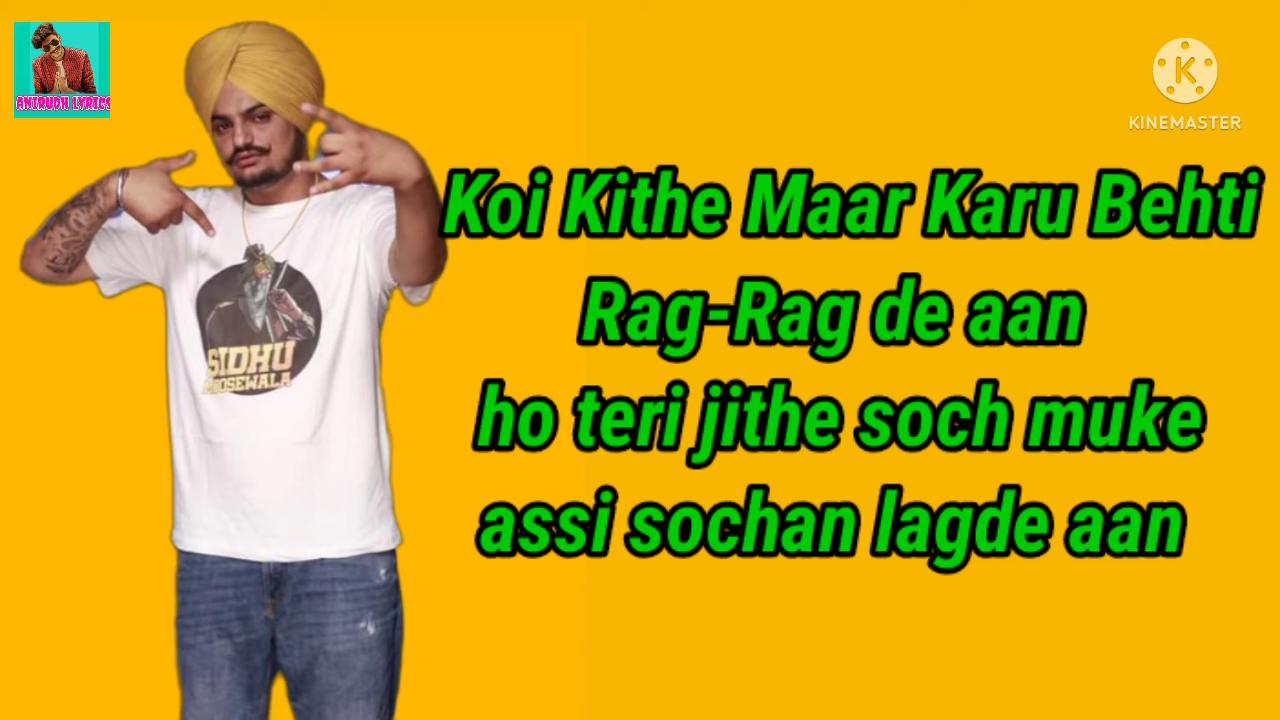 ANIRUDH LYRICS
K
KINEMASTER
Koi Kithe Maar Karu Behti
Rag-Rag de aan
ho teri jithe soch muke
assi sochan lagde aan
SIDHU
MOOSEWALA